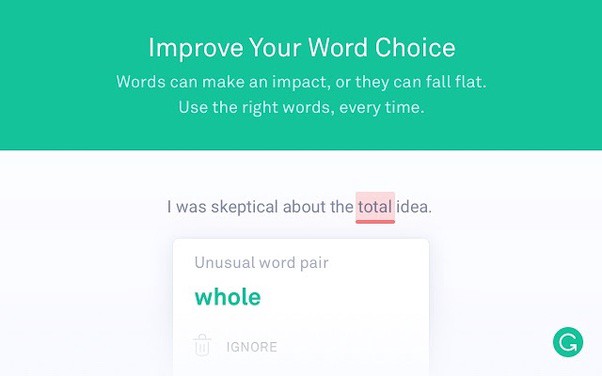 Improve Your Word Choice
Words can make an impact, or they can fall flat.
Use the right words, every time.
I was skeptical about the total idea.
Unusual word pair
whole
IGNORE